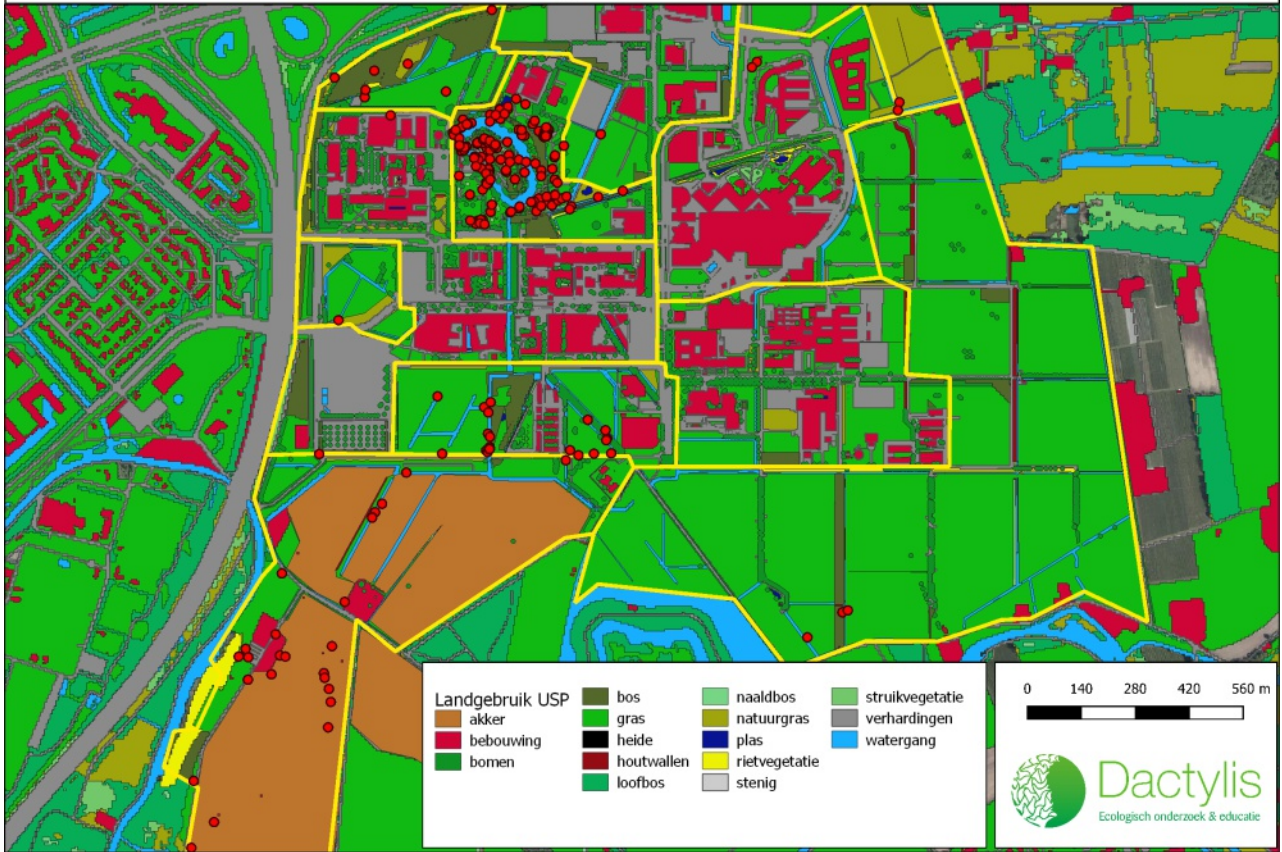 USP
Landgebruik USP
akker
bebouwing
bomen
bos
gras
heide
houtwallen
loofbos
naaldbos
natuurgras
plas
rietvegetatie
stenig
struikvegetatie
verhardingen
watergang
0 140 280 420 560 m
Dactylis
Ecologisch onderzoek & educatie